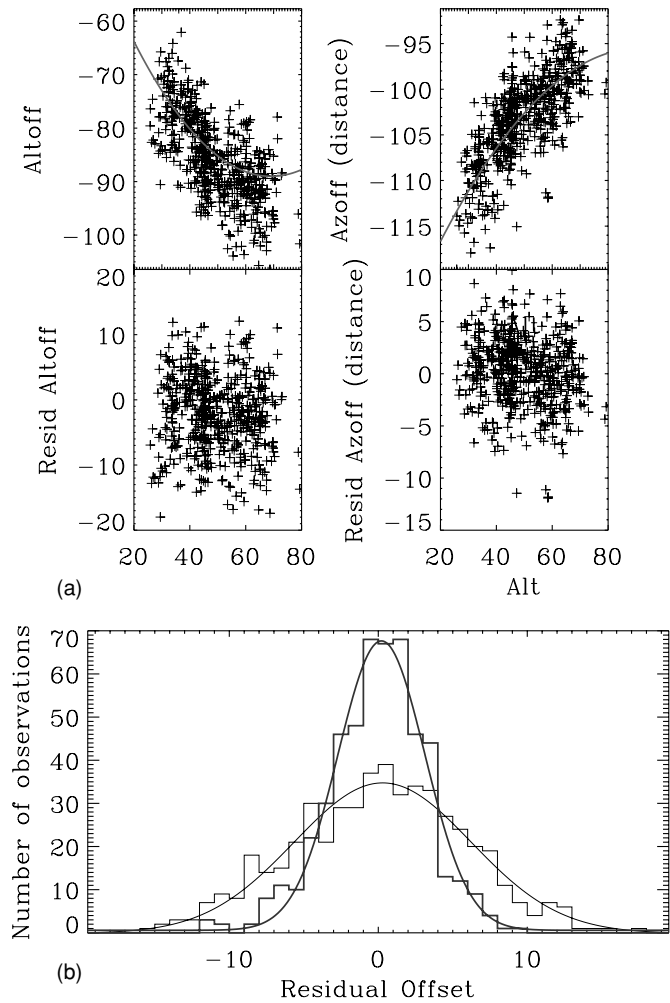 Altoff
−60
−70
−80
−90
−100
Azoff (distance)
−95
−100
−105
−110
−115
Resid Altoff
20
10
0
−10
−20
20 40 60 80
Resid Azoff (distance)
10
5
0
−5
−10
−15
20 40 60 80
Alt
(a)
Number of observations
70
60
50
40
30
20
10
0
−10 0 10
Residual Offset
(b)